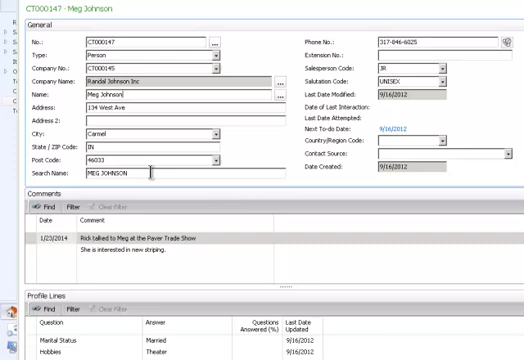 CT000147 - Meg Johnson
General
No.: CT000147 ...
Type: Person
Company No.: CT000145
Company Name: Randal Johnson Inc ...
Name: Meg Johnson ...
Address: 134 West Ave
Address 2:
City: Carmel
State / ZIP Code: IN
Post Code: 46033
Search Name: MEG JOHNSON
Phone No.: 317-846-6025 ...
Extension No.:
Salesperson Code: JR
Salutation Code: UNISEX
Last Date Modified: 9/16/2012
Date of Last Interaction:
Last Date Attempted:
Next To-do Date: 9/16/2012
Country/Region Code:
Contact Source:
Date Created: 9/16/2012
Comments
Find Filter Clear Filter
Date Comment
1/23/2014 Rick talked to Meg at the Paver Trade Show
She is interested in new striping.
Profile Lines
Find Filter Clear Filter
Question Answer Questions Answered (%) Last Date Updated
Marital Status Married 9/16/2012
Hobbies Theater 9/16/2012